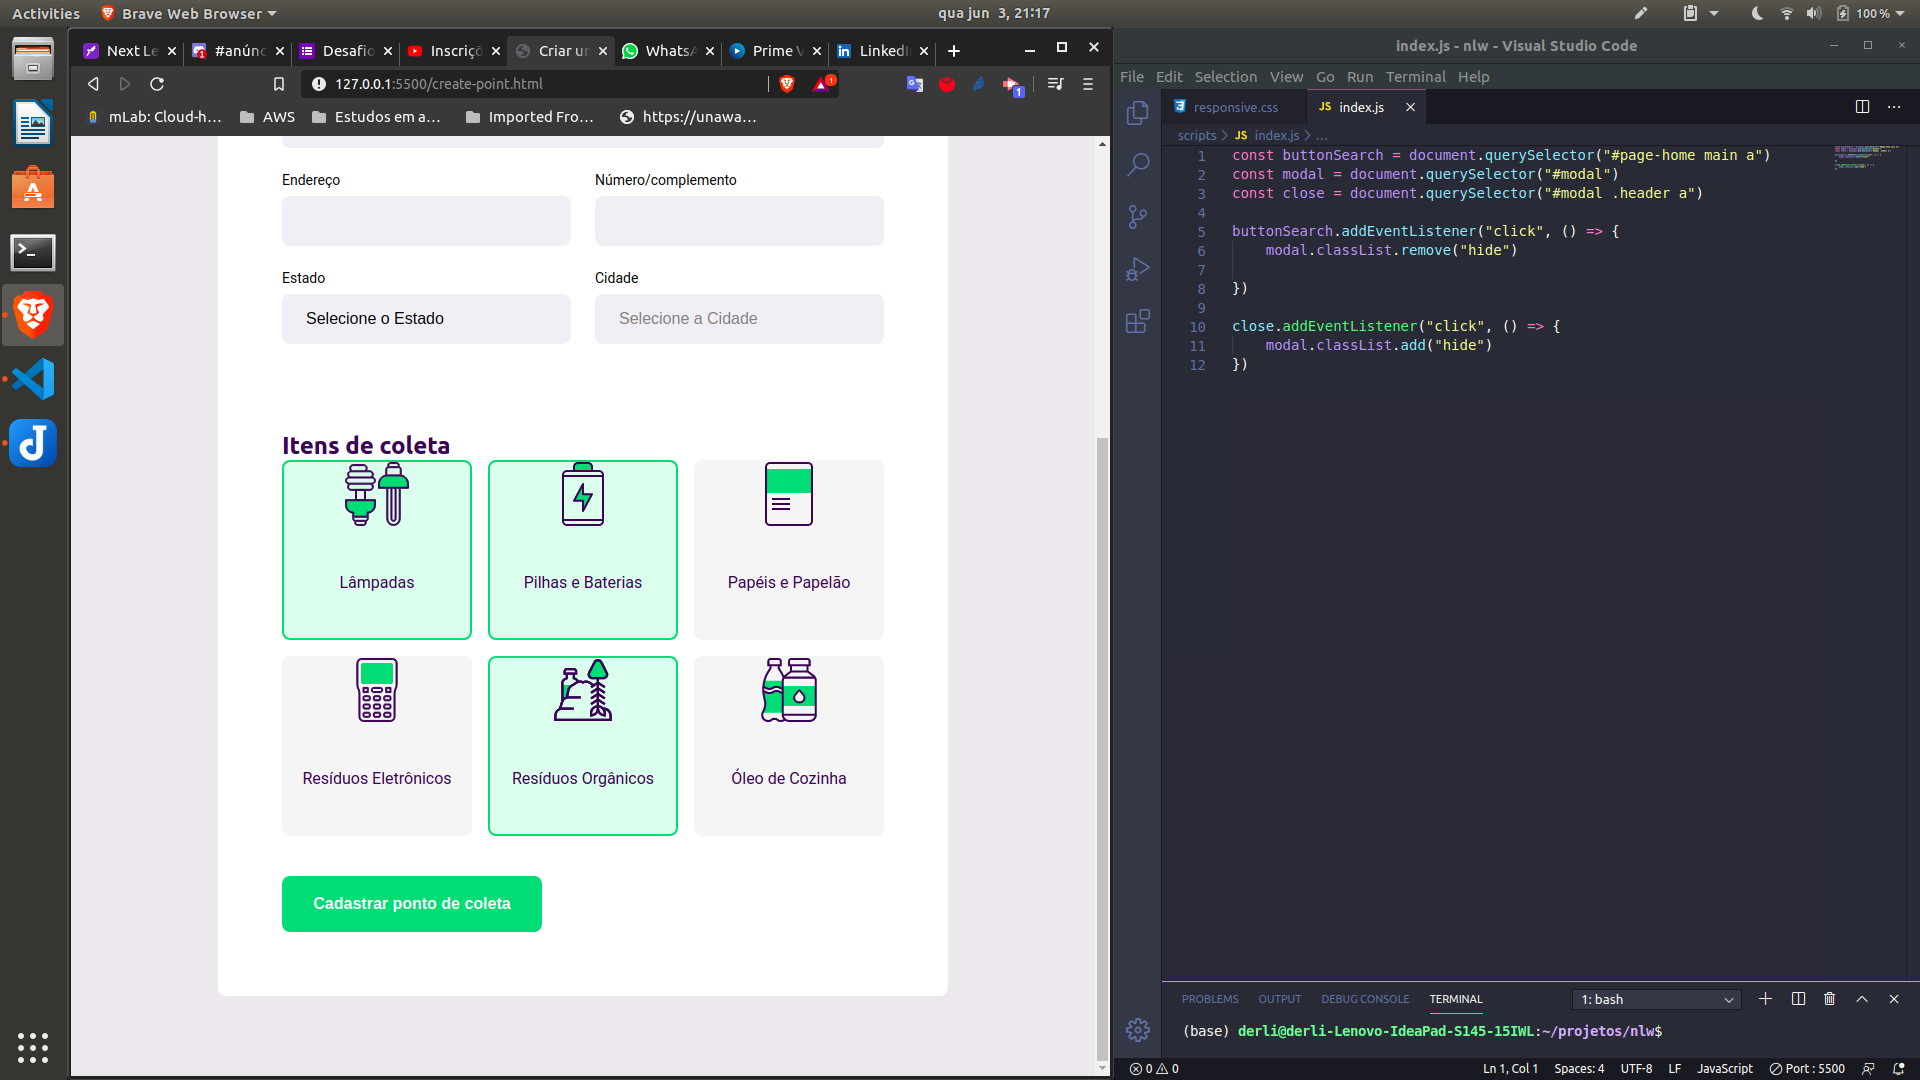 Activities
Brave Web Browser
qua jun 3, 21:17
100 %
Next Le
#anúnc
Desafio
Inscriçõ
Criar un
WhatsA
Prime V
LinkedI
127.0.0.1:5500/create-point.html
1
1
mLab: Cloud-h...
AWS
Estudos em a...
Imported Fro...
https://unawa...
Endereço
Número/complemento
Estado
Cidade
Selecione o Estado
Selecione a Cidade
Itens de coleta
Lâmpadas
Pilhas e Baterias
Papéis e Papelão
Resíduos Eletrônicos
Resíduos Orgânicos
Óleo de Cozinha
Cadastrar ponto de coleta
index.js - nlw - Visual Studio Code
File Edit Selection View Go Run Terminal Help
responsive.css
JS index.js
scripts > JS index.js > ...
1 const buttonSearch = document.querySelector("#page-home main a")
2 const modal = document.querySelector("#modal")
3 const close = document.querySelector("#modal .header a")
4
5 buttonSearch.addEventListener("click", () => {
6 modal.classList.remove("hide")
7
8 })
9
10 close.addEventListener("click", () => {
11 modal.classList.add("hide")
12 })
PROBLEMS OUTPUT DEBUG CONSOLE TERMINAL
1: bash
(base) derli@derli-Lenovo-IdeaPad-S145-15IWL:~/projetos/nlw$
0 0
Ln 1, Col 1 Spaces: 4 UTF-8 LF JavaScript Port : 5500